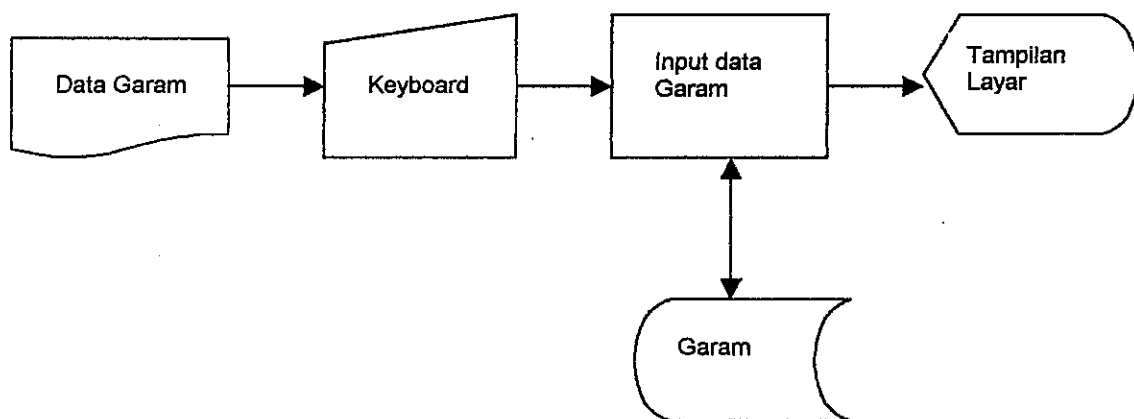 Data Garam
Keyboard
Input data
Garam
Tampilan
Layar
Garam